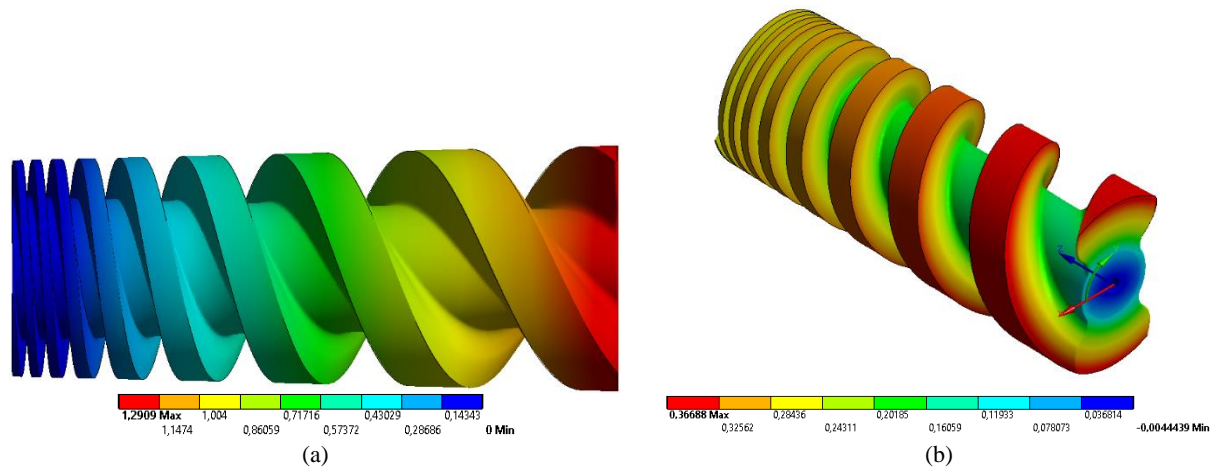 1,2909 Max 1,004 0,71716 0,43029 0,14343
1,1474 0,86059 0,57372 0,28686 0 Min
(a)
0,36688 Max 0,28436 0,20185 0,11933 0,036814
0,32562 0,24311 0,16059 0,078073 -0,0044439 Min
(b)